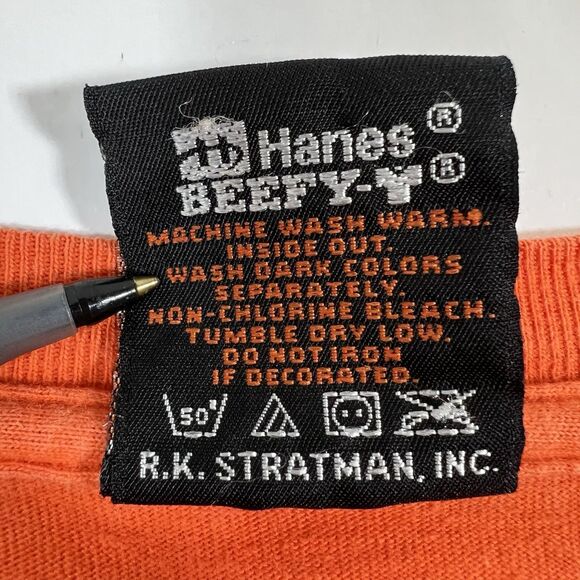 Hanes®
BEEFY-T®
MACHINE WASH WARM.
INSIDE OUT.
WASH DARK COLORS
SEPARATELY.
NON-CHLORINE BLEACH.
TUMBLE DRY LOW.
DO NOT IRON
IF DECORATED.
50°
R.K. STRATMAN, INC.